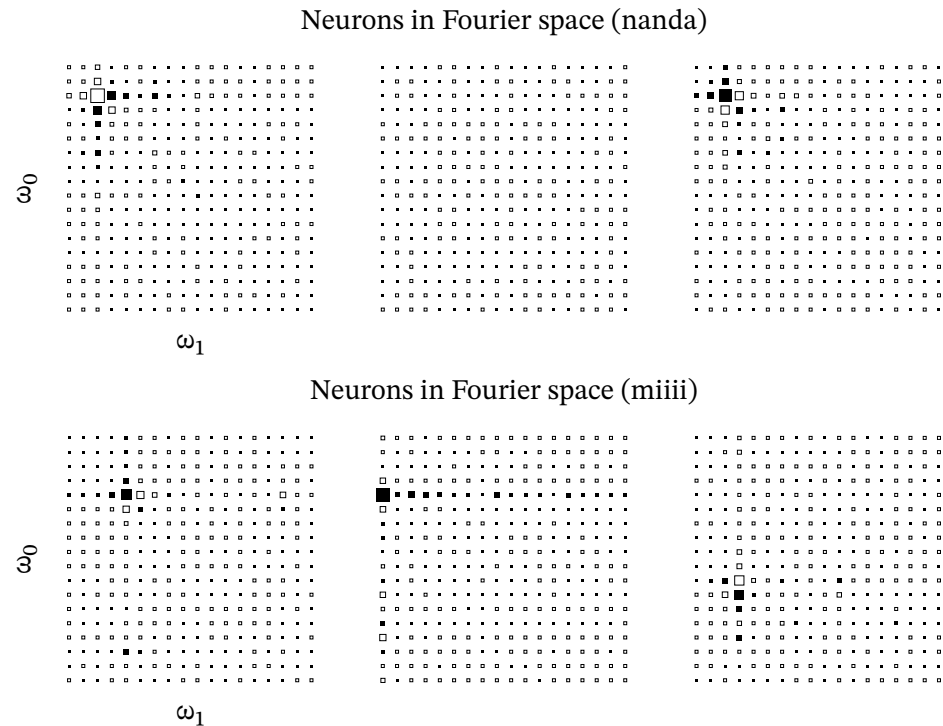 Neurons in Fourier space (nanda)
ω0
ω1
Neurons in Fourier space (miiii)
ω0
ω1